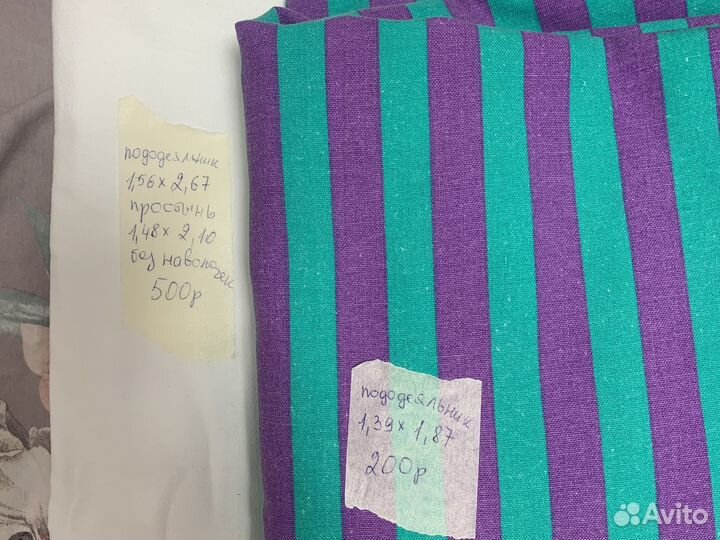 пододеяльник
1,56 х 2,67
простынь
1,48 х 2,10
без наволочек
500р
пододеяльник
1,39 х 1,87
200р
Avito